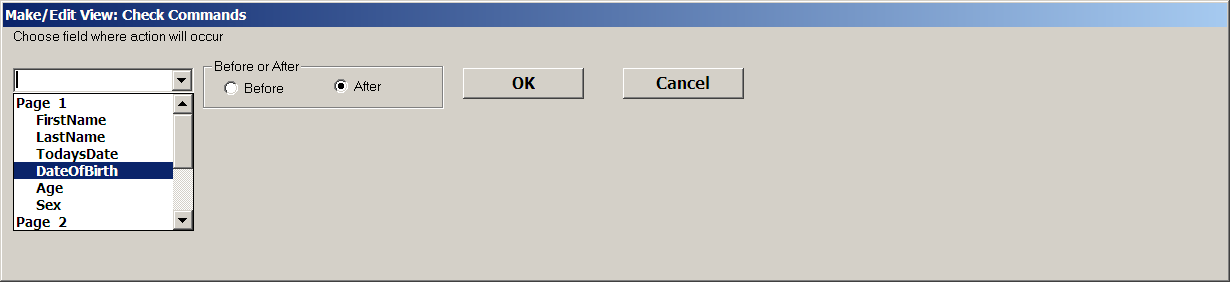 Make/Edit View: Check Commands
Choose field where action will occur
Before or After
Before
After
OK
Cancel
Page 1
FirstName
LastName
TodaysDate
DateOfBirth
Age
Sex
Page 2